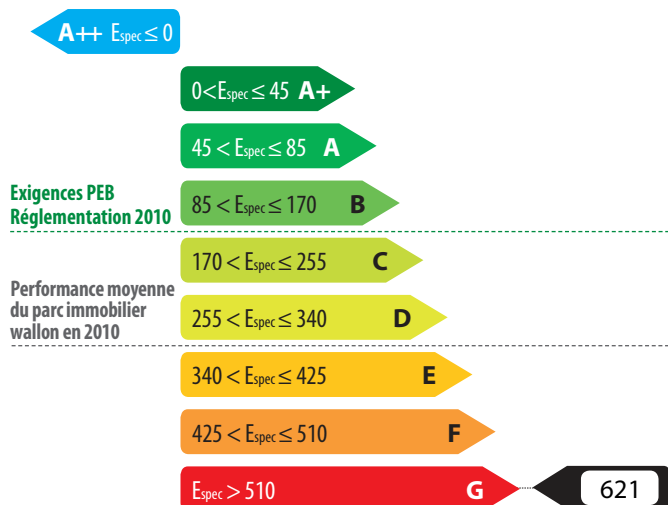 A++ Espec ≤ 0
0 < Espec ≤ 45 A+
45 < Espec ≤ 85 A
Exigences PEB
Réglementation 2010
85 < Espec ≤ 170 B
170 < Espec ≤ 255 C
Performance moyenne
du parc immobilier
wallon en 2010
255 < Espec ≤ 340 D
340 < Espec ≤ 425 E
425 < Espec ≤ 510 F
Espec > 510 G 621